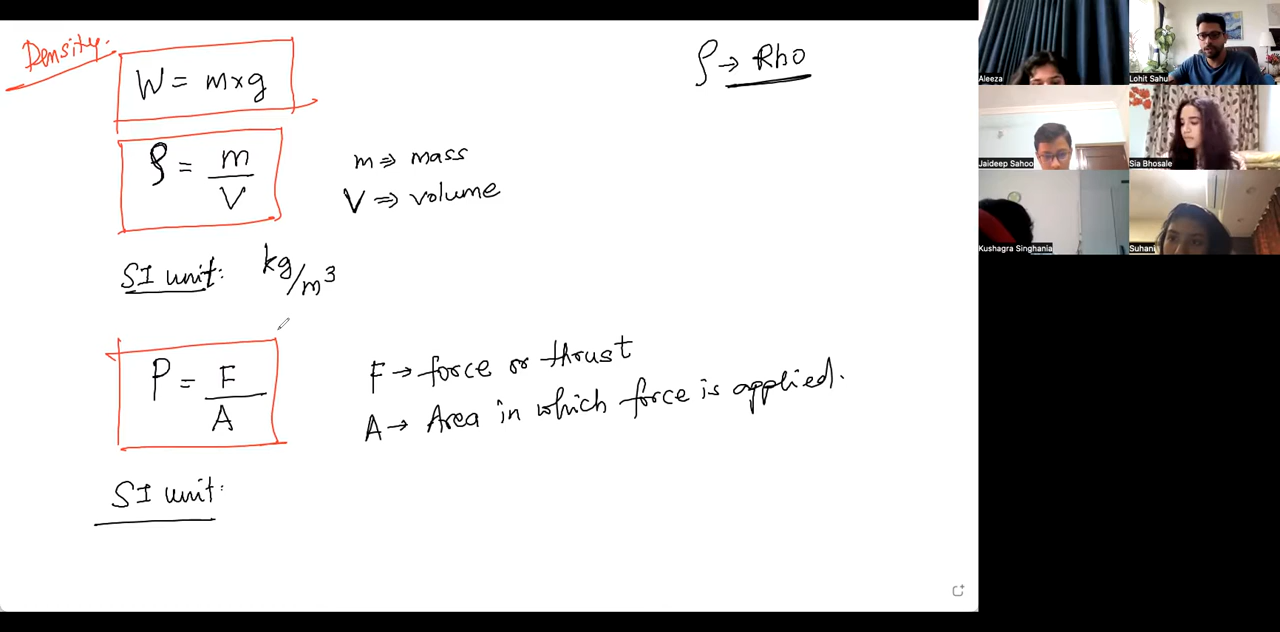 Density.
W = m×g
ρ → Rho
ρ = m/V
m ⇒ mass
V ⇒ volume
SI unit: kg/m³
P = F/A
F → force or thrust
A → Area in which force is applied.
SI unit:
Aleeza
Lohit Sahu
Jaideep Sahoo
Sia Bhosale
Kushagra Singhania
Suhani